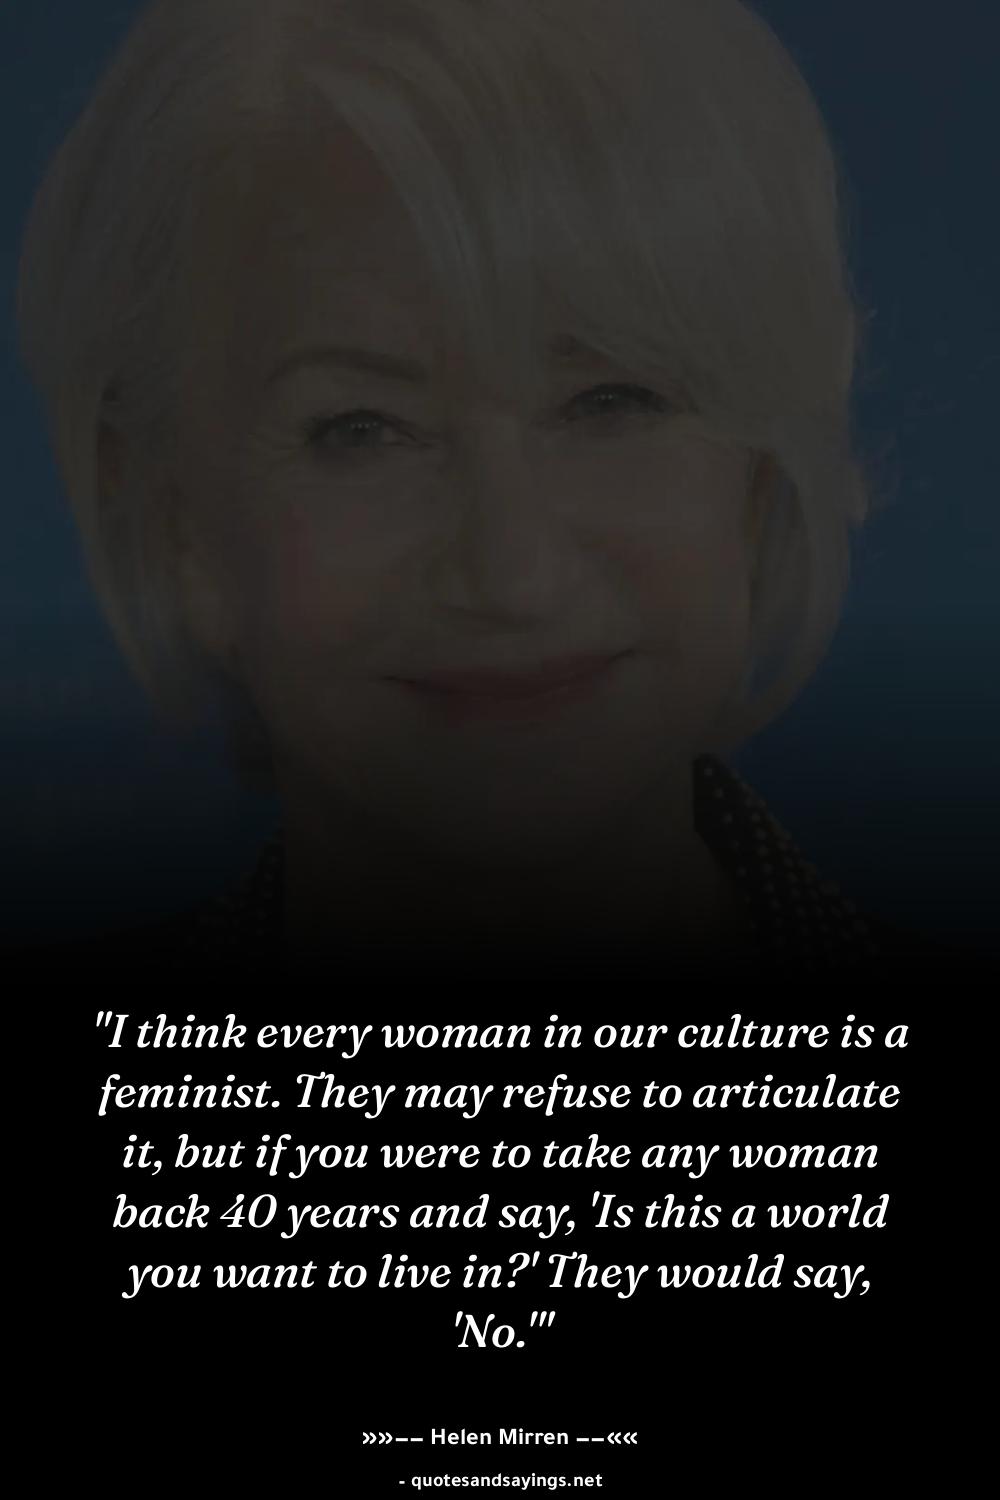 "I think every woman in our culture is a
feminist. They may refuse to articulate
it, but if you were to take any woman
back 40 years and say, 'Is this a world
you want to live in?' They would say,
'No.'"
»»–– Helen Mirren ––««
- quotesandsayings.net